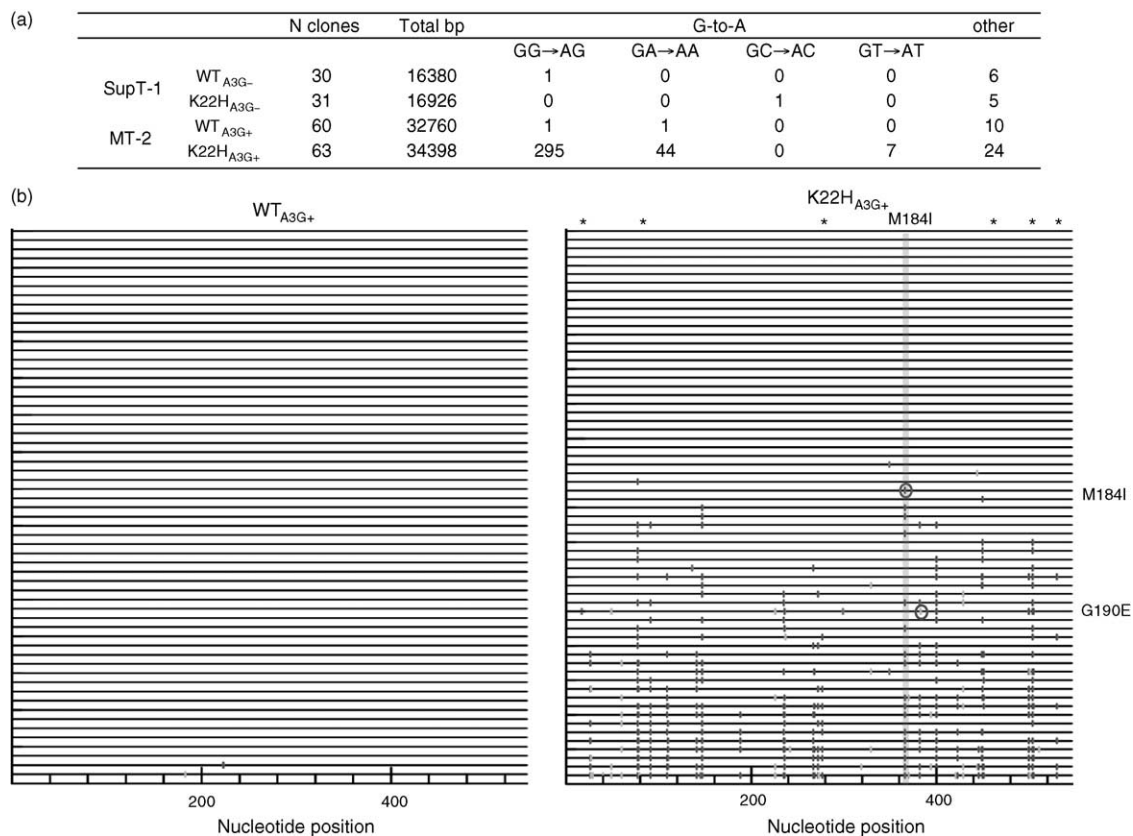 (a)
N clones Total bp G-to-A other
GG→AG GA→AA GC→AC GT→AT
SupT-1
WT A3G– 30 16380 1 0 0 0 6
K22H A3G– 31 16926 0 0 1 0 5
MT-2
WT A3G+ 60 32760 1 1 0 0 10
K22H A3G+ 63 34398 295 44 0 7 24
(b)
WT A3G+
K22H A3G+
* * * M184I * * *
M184I
G190E
200 400
Nucleotide position
200 400
Nucleotide position